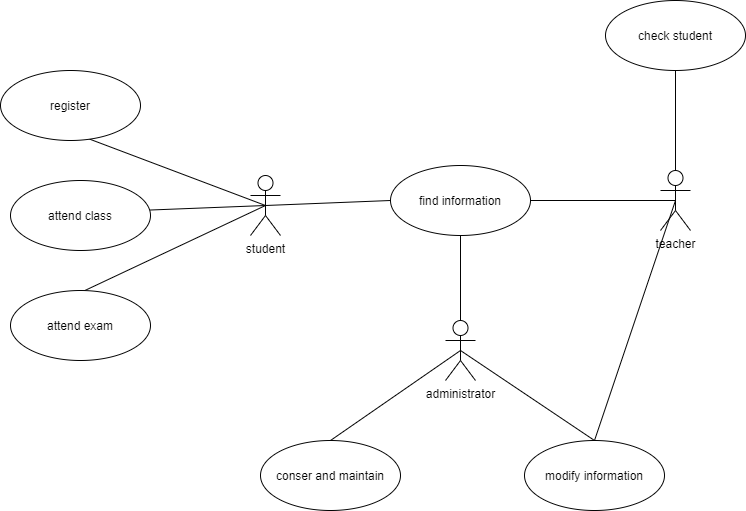 check student
register
find information
attend class
student
teacher
attend exam
administrator
conser and maintain
modify information